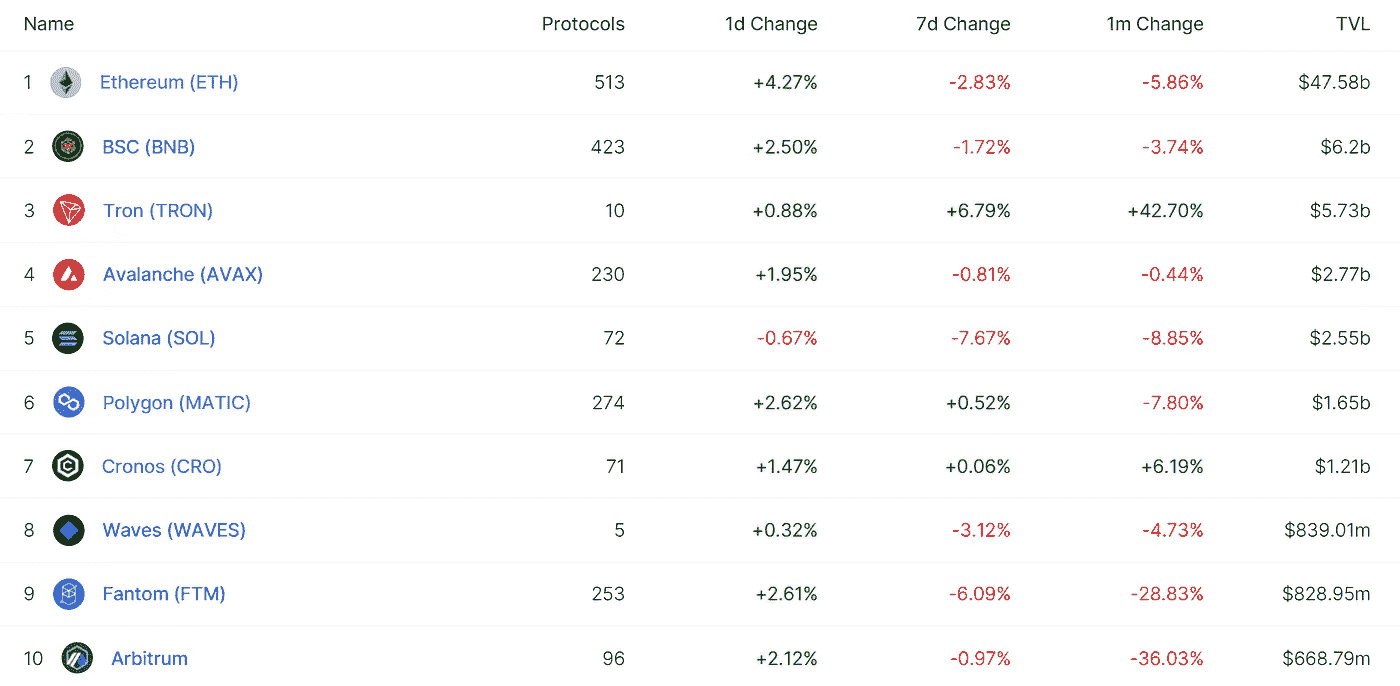 Name Protocols 1d Change 7d Change 1m Change TVL
1 Ethereum (ETH) 513 +4.27% -2.83% -5.86% $47.58b
2 BSC (BNB) 423 +2.50% -1.72% -3.74% $6.2b
3 Tron (TRON) 10 +0.88% +6.79% +42.70% $5.73b
4 Avalanche (AVAX) 230 +1.95% -0.81% -0.44% $2.77b
5 Solana (SOL) 72 -0.67% -7.67% -8.85% $2.55b
6 Polygon (MATIC) 274 +2.62% +0.52% -7.80% $1.65b
7 Cronos (CRO) 71 +1.47% +0.06% +6.19% $1.21b
8 Waves (WAVES) 5 +0.32% -3.12% -4.73% $839.01m
9 Fantom (FTM) 253 +2.61% -6.09% -28.83% $828.95m
10 Arbitrum 96 +2.12% -0.97% -36.03% $668.79m